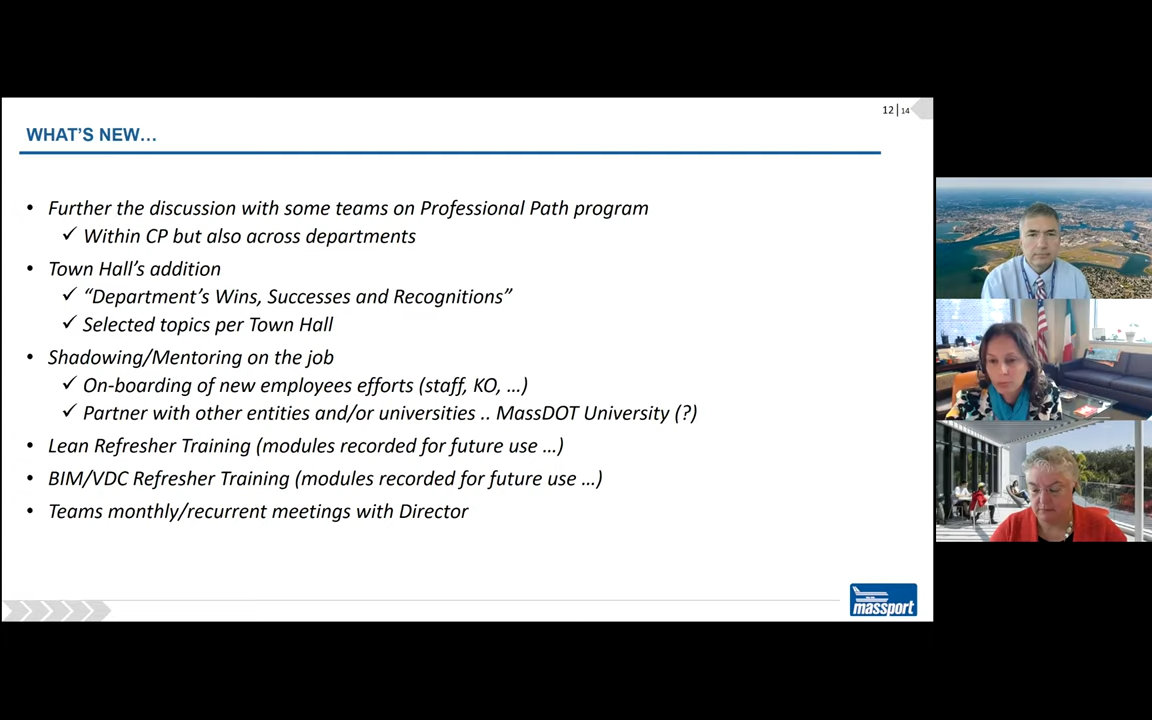 12 | 14
WHAT'S NEW…
• Further the discussion with some teams on Professional Path program
✓ Within CP but also across departments
• Town Hall's addition
✓ “Department's Wins, Successes and Recognitions”
✓ Selected topics per Town Hall
• Shadowing/Mentoring on the job
✓ On-boarding of new employees efforts (staff, KO, …)
✓ Partner with other entities and/or universities .. MassDOT University (?)
• Lean Refresher Training (modules recorded for future use …)
• BIM/VDC Refresher Training (modules recorded for future use …)
• Teams monthly/recurrent meetings with Director
massport